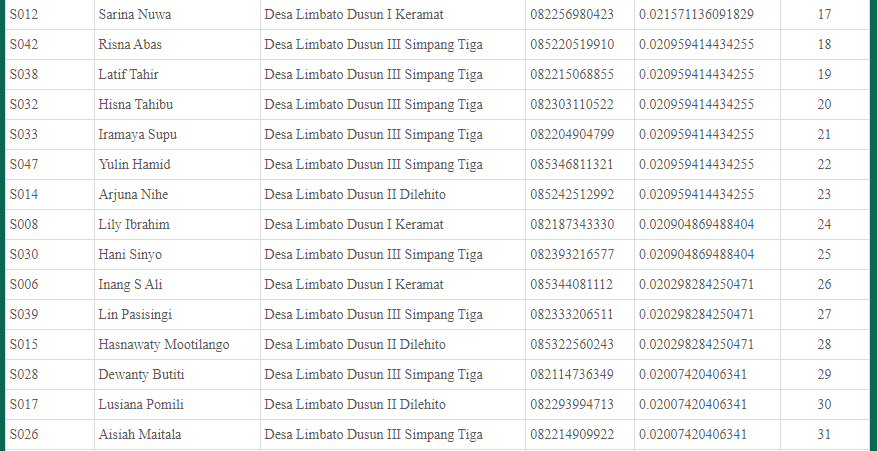 S012 Sarina Nuwa Desa Limbato Dusun I Keramat 082256980423 0.021571136091829 17
S042 Risna Abas Desa Limbato Dusun III Simpang Tiga 085220519910 0.020959414434255 18
S038 Latif Tahir Desa Limbato Dusun III Simpang Tiga 082215068855 0.020959414434255 19
S032 Hisna Tahibu Desa Limbato Dusun III Simpang Tiga 082303110522 0.020959414434255 20
S033 Iramaya Supu Desa Limbato Dusun III Simpang Tiga 082204904799 0.020959414434255 21
S047 Yulin Hamid Desa Limbato Dusun III Simpang Tiga 085346811321 0.020959414434255 22
S014 Arjuna Nihe Desa Limbato Dusun II Dilehito 085242512992 0.020959414434255 23
S008 Lily Ibrahim Desa Limbato Dusun I Keramat 082187343330 0.020904869488404 24
S030 Hani Sinyo Desa Limbato Dusun III Simpang Tiga 082393216577 0.020904869488404 25
S006 Inang S Ali Desa Limbato Dusun I Keramat 085344081112 0.020298284250471 26
S039 Lin Pasisingi Desa Limbato Dusun III Simpang Tiga 082333206511 0.020298284250471 27
S015 Hasnawaty Mootilango Desa Limbato Dusun II Dilehito 085322560243 0.020298284250471 28
S028 Dewanty Butiti Desa Limbato Dusun III Simpang Tiga 082114736349 0.02007420406341 29
S017 Lusiana Pomili Desa Limbato Dusun II Dilehito 082293994713 0.02007420406341 30
S026 Aisiah Maitala Desa Limbato Dusun III Simpang Tiga 082214909922 0.02007420406341 31